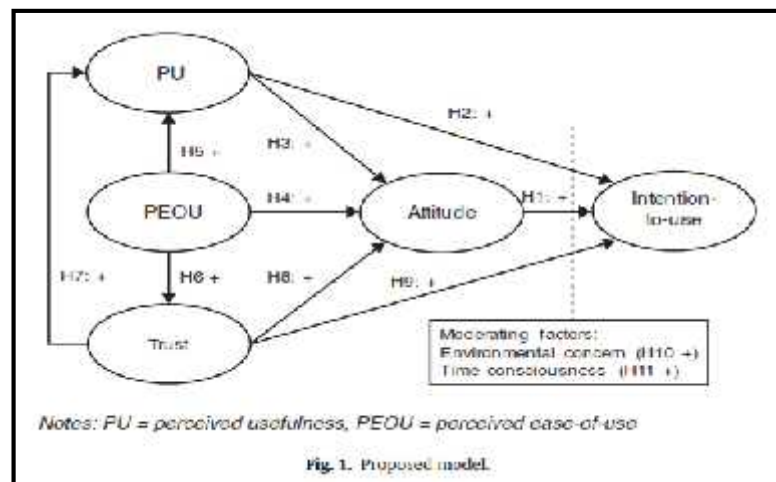 PU
H2: +
H3: +
H5 +
PEOU
H4: +
Attitude
H1: +
Intention-
to-use
H7: +
H6 +
H8: +
H9: +
Trust
Moderating factors:
Environmental concern (H10 +)
Time consciousness (H11 +)
Notes: PU = perceived usefulness, PEOU = perceived ease-of-use
Fig. 1. Proposed model.